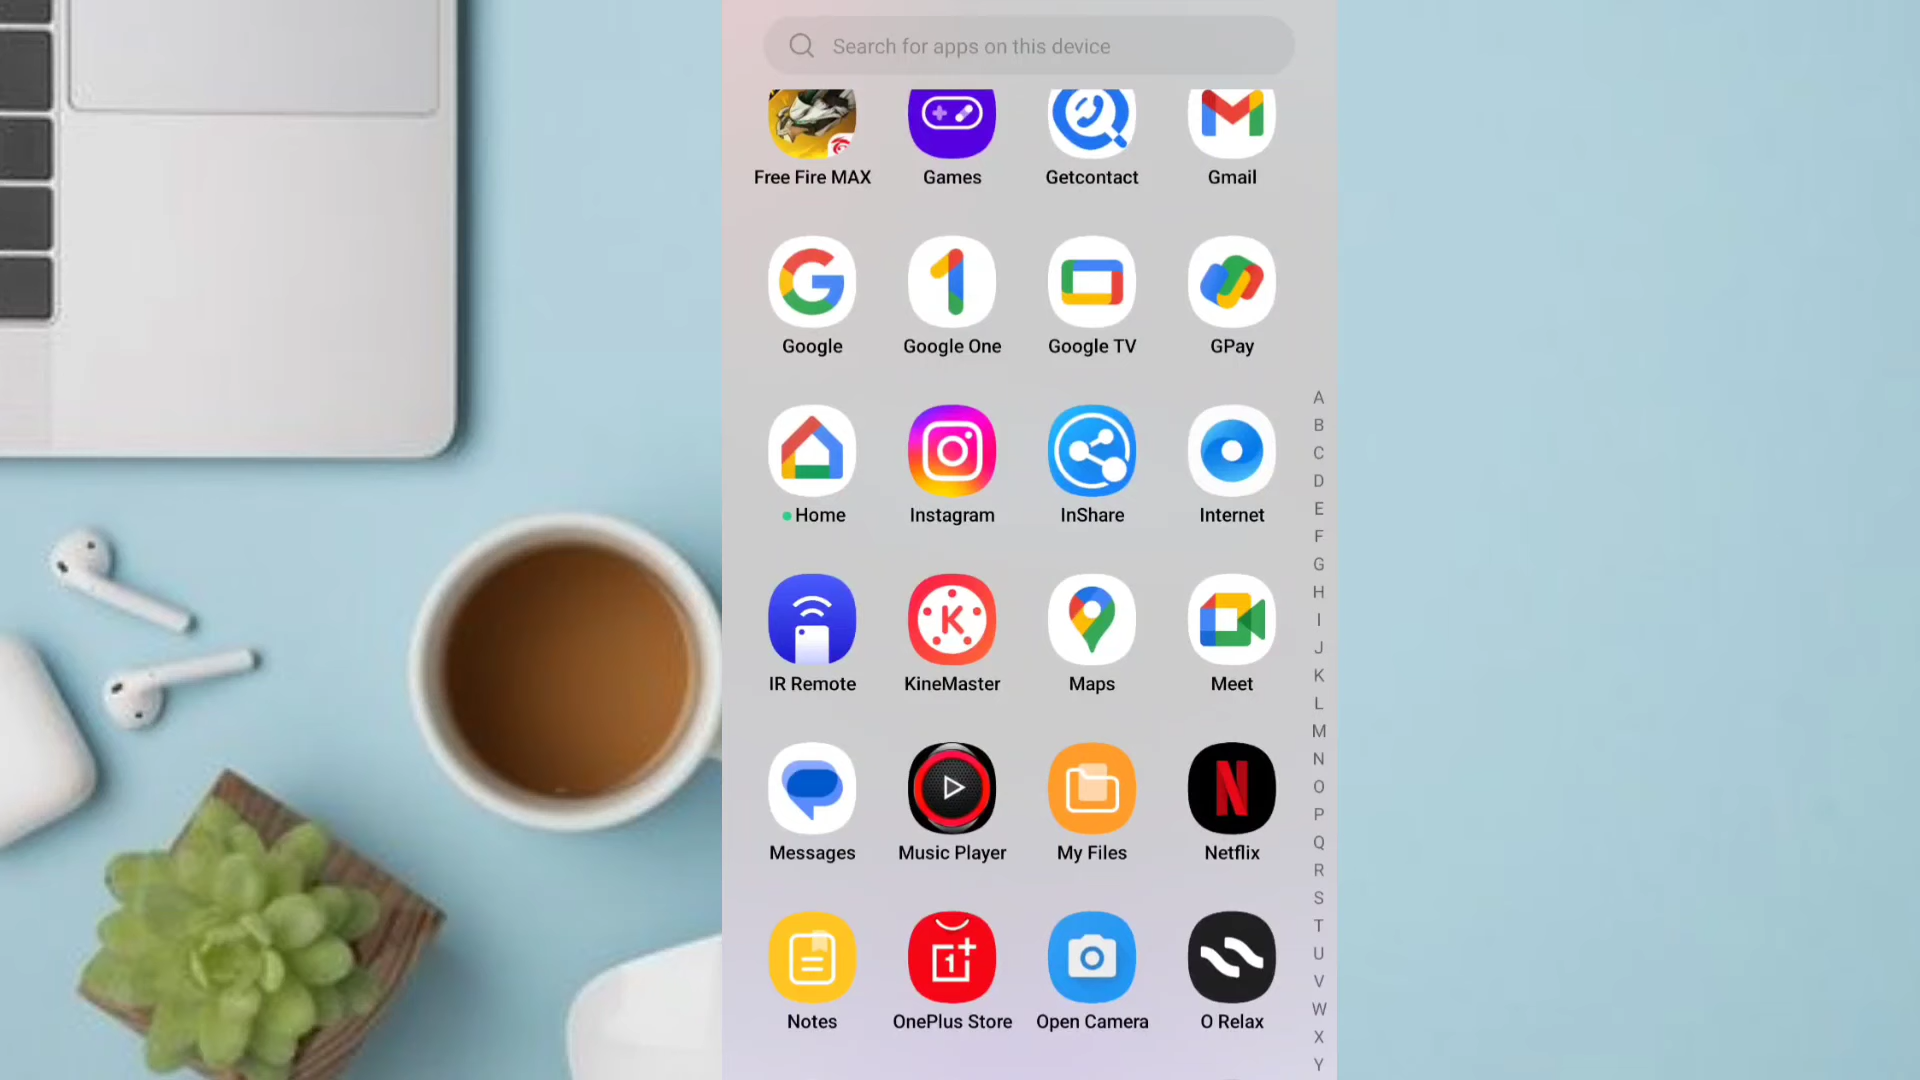 Search for apps on this device
Free Fire MAX Games Getcontact Gmail
Google Google One Google TV GPay
Home Instagram InShare Internet
IR Remote KineMaster Maps Meet
Messages Music Player My Files Netflix
Notes OnePlus Store Open Camera O Relax
A
B
C
D
E
F
G
H
I
J
K
L
M
N
O
P
Q
R
S
T
U
V
W
X
Y